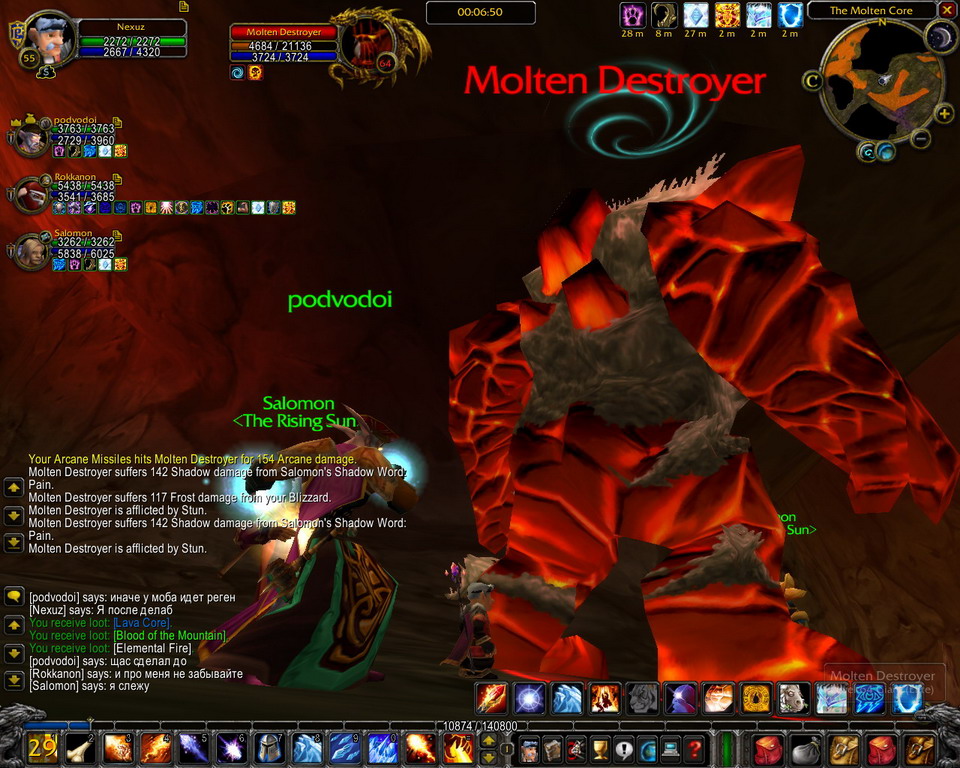 Nexuz
2272 / 2272
2667 / 4320
55
S
Molten Destroyer
4684 / 21136
3724 / 3724
64
00:06:50
28 m
8 m
27 m
2 m
2 m
2 m
The Molten Core
N
Molten Destroyer
podvodoi
3763 / 3763
2729 / 3960
Rokkanon
5438 / 5438
3541 / 3685
Salomon
3262 / 3262
5838 / 6025
podvodoi
Salomon
<The Rising Sun
Your Arcane Missiles hits Molten Destroyer for 154 Arcane damage.
Molten Destroyer suffers 142 Shadow damage from Salomon's Shadow Word:
Pain.
Molten Destroyer suffers 117 Frost damage from your Blizzard.
Molten Destroyer is afflicted by Stun.
Molten Destroyer suffers 142 Shadow damage from Salomon's Shadow Word:
Pain.
Molten Destroyer is afflicted by Stun.
non
Sun>
[podvodoi] says: иначе у моба идет реген
[Nexuz] says: Я после делаб
You receive loot: [Lava Core].
You receive loot: [Blood of the Mountain].
You receive loot: [Elemental Fire]
[podvodoi] says: щас сделал до
[Rokkanon] says: и про меня не забывайте
[Salomon] says: я слежу
Molten Destroyer
10874 / 140800
29